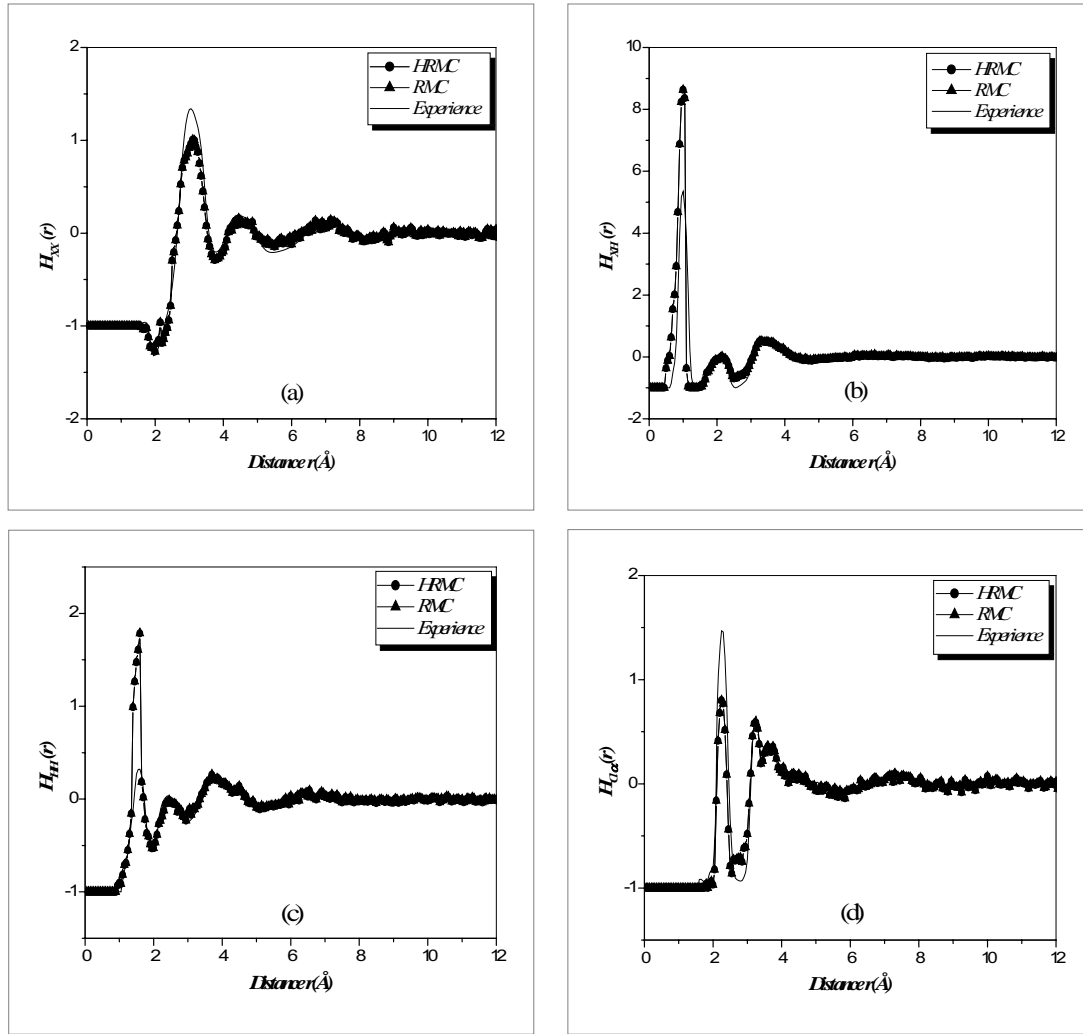 2
1
0
-1
-2
0 2 4 6 8 10 12
H_XX(r)
Distance r(Å)
HRMC
RMC
Experience
(a)
10
8
6
4
2
0
-2
0 2 4 6 8 10 12
H_XH(r)
Distance r(Å)
HRMC
RMC
Experience
(b)
2
1
0
-1
0 2 4 6 8 10 12
H_HH(r)
Distance r(Å)
HRMC
RMC
Experience
(c)
2
1
0
-1
0 2 4 6 8 10 12
Distance r(Å)
HRMC
RMC
Experience
(d)